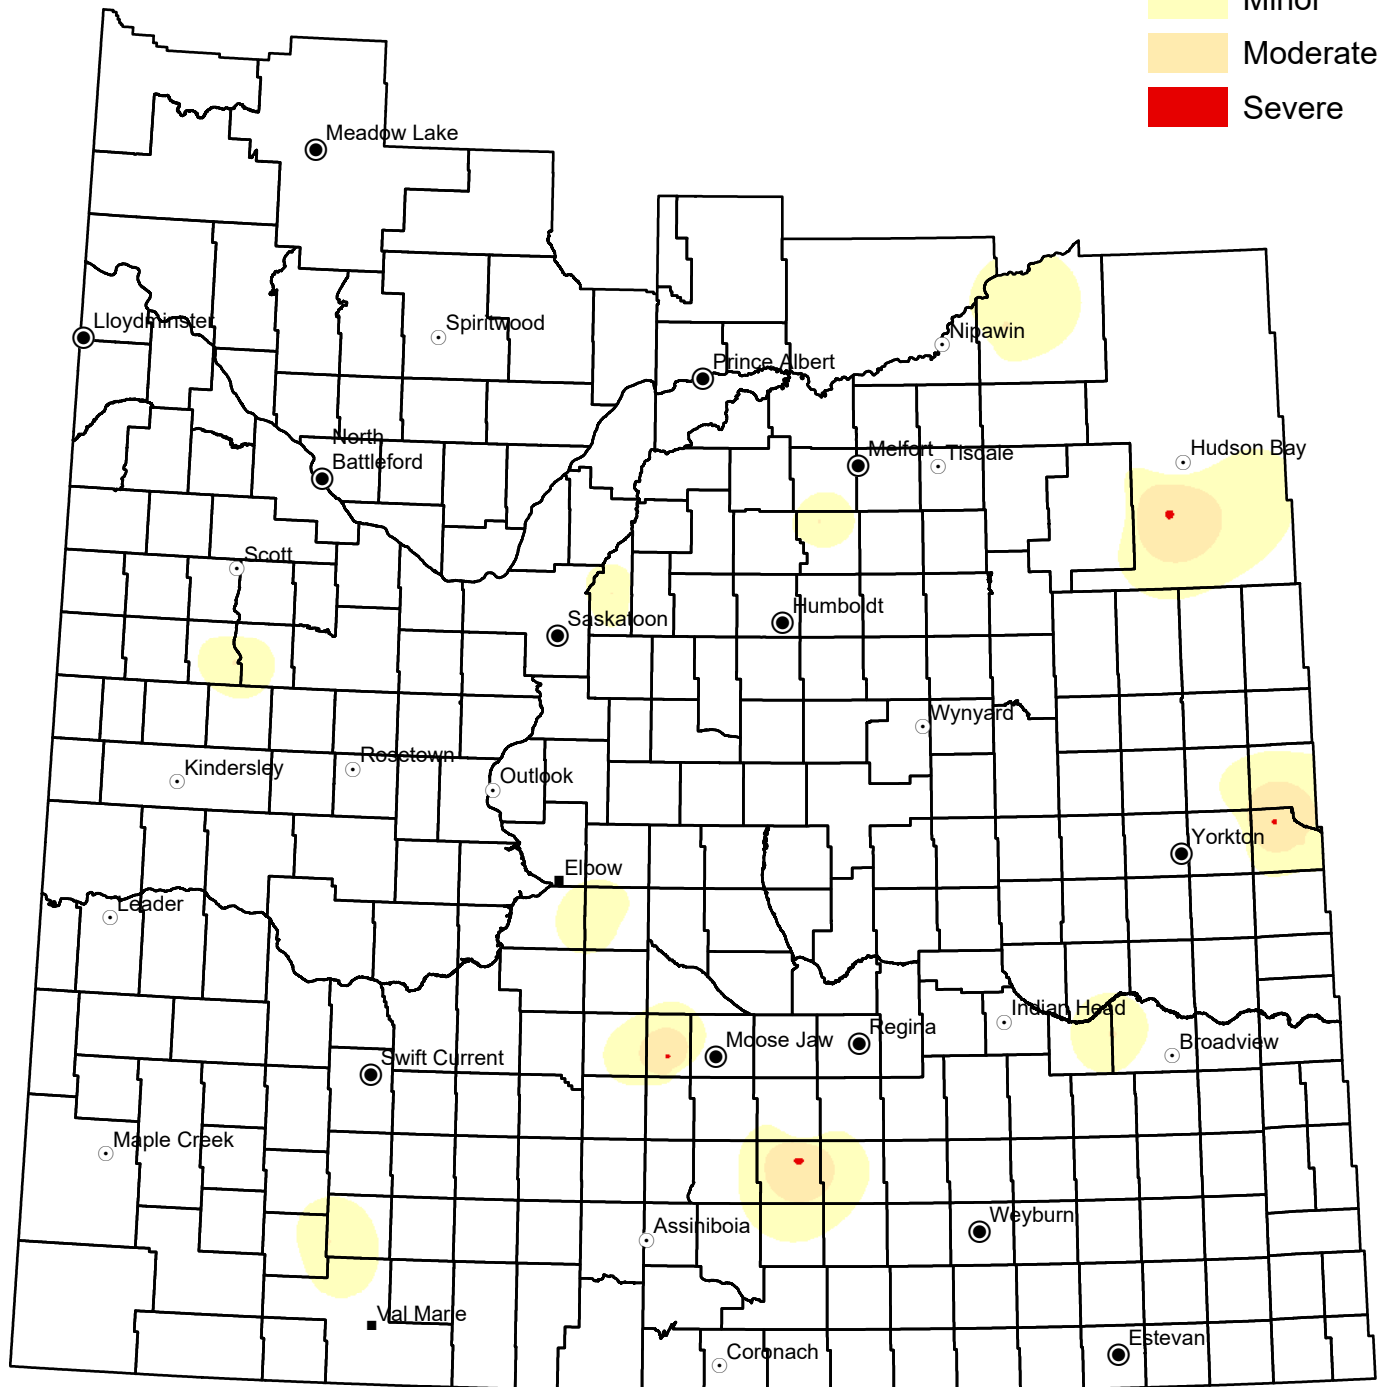 Minor
Moderate
Severe
Meadow Lake
Lloydminster
Spiritwood
Nipawin
Prince Albert
North
Battleford
Melfort
Tisdale
Hudson Bay
Scott
Saskatoon
Humboldt
Wynyard
Kindersley
Rosetown
Outlook
Yorkton
Elbow
Leader
Indian Head
Moose Jaw
Regina
Broadview
Swift Current
Maple Creek
Assiniboia
Weyburn
Val Marie
Estevan
Coronach